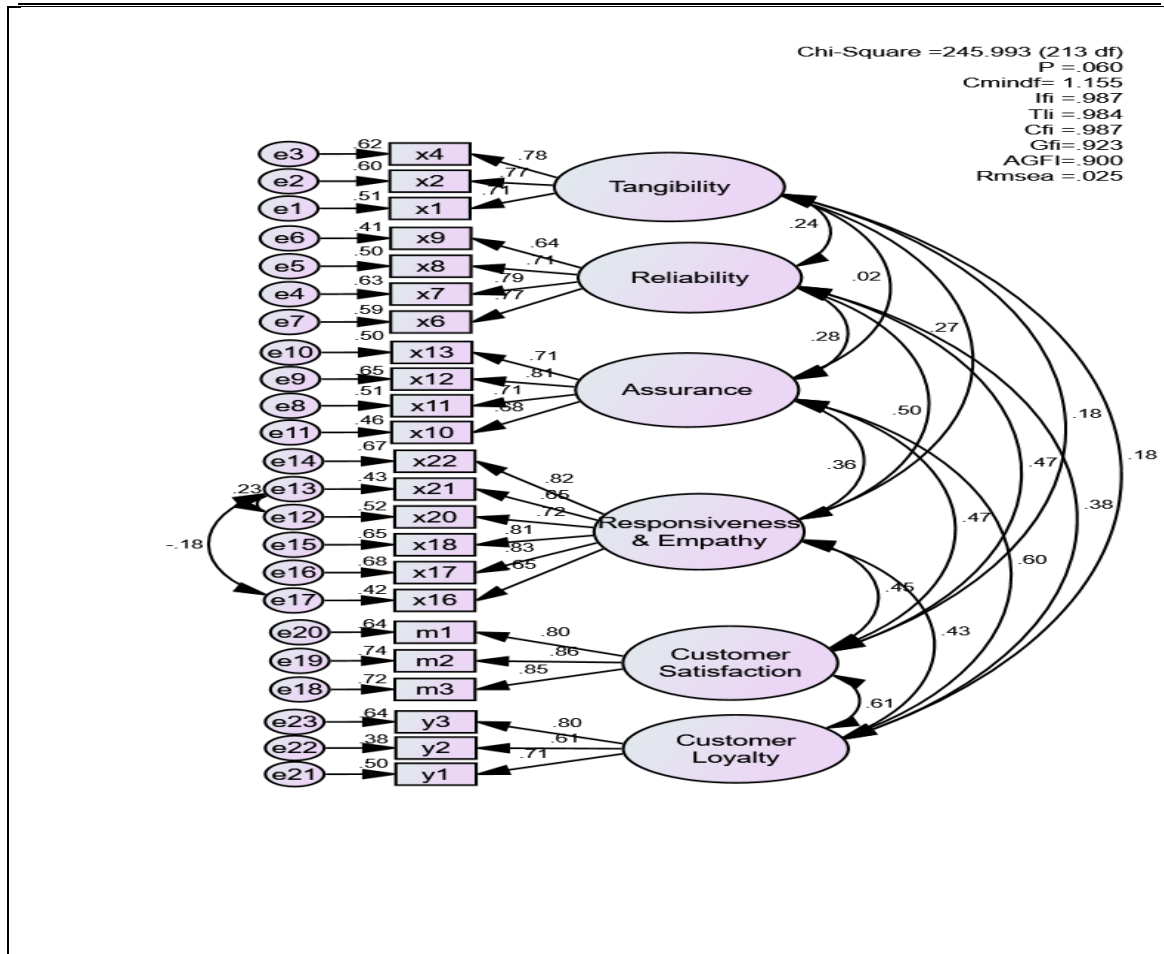 Chi-Square =245.993 (213 df)
P =.060
Cmindf= 1.155
Ifi =.987
Tli =.984
Cfi =.987
Gfi=.923
AGFI=.900
Rmsea =.025
e3 .62 x4 .78
e2 .60 x2 .77
e1 .51 x1 .71
Tangibility
e6 .41 x9 .64
e5 .50 x8 .71
e4 .63 x7 .79
e7 .59 x6 .77
Reliability
e10 .50 x13 .71
e9 .65 x12 .81
e8 .51 x11 .71
e11 .46 x10 .68
Assurance
e14 .67 x22 .82
e13 .43 x21 .65
e12 .52 x20 .72
e15 .65 x18 .81
e16 .68 x17 .83
e17 .42 x16 .65
Responsiveness
& Empathy
.23
-.18
e20 .64 m1 .80
e19 .74 m2 .86
e18 .72 m3 .85
Customer
Satisfaction
e23 .64 y3 .80
e22 .38 y2 .61
e21 .50 y1 .71
Customer
Loyalty
.24
.02
.28
.27
.50
.18
.36
.47
.18
.47
.38
.60
.45
.43
.61